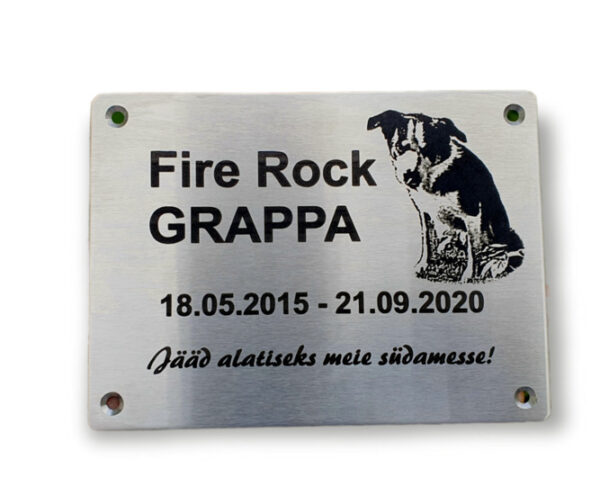 Fire Rock
GRAPPA
18.05.2015 - 21.09.2020
Jääd alatiseks meie südamesse!